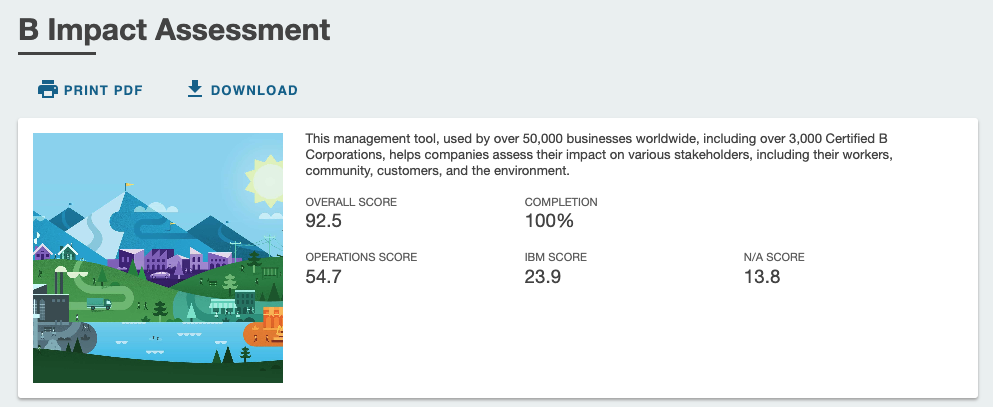 B Impact Assessment
PRINT PDF
DOWNLOAD
This management tool, used by over 50,000 businesses worldwide, including over 3,000 Certified B
Corporations, helps companies assess their impact on various stakeholders, including their workers,
community, customers, and the environment.
OVERALL SCORE
92.5
COMPLETION
100%
OPERATIONS SCORE
54.7
IBM SCORE
23.9
N/A SCORE
13.8